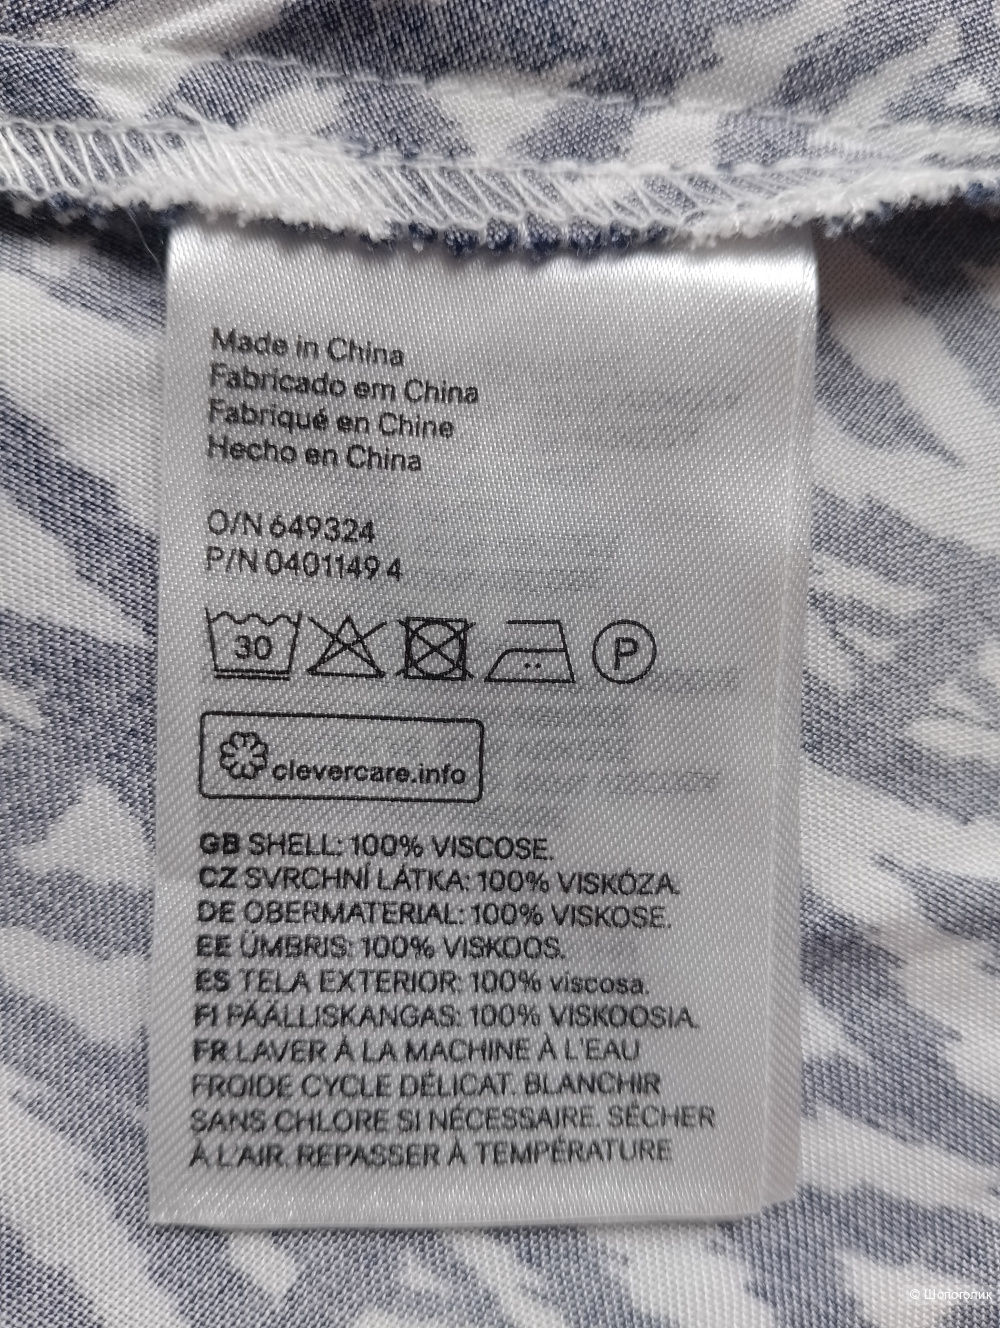 Made in China
Fabricado em China
Fabriqué en Chine
Hecho en China
O/N 649324
P/N 0401149 4
30
P
clevercare.info
GB SHELL: 100% VISCOSE.
CZ SVRCHNÍ LÁTKA: 100% VISKÓZA.
DE OBERMATERIAL: 100% VISKOSE.
EE ÜMBRIS: 100% VISKOOS.
ES TELA EXTERIOR: 100% viscosa.
FI PÄÄLLISKANGAS: 100% VISKOOSIA.
FR LAVER À LA MACHINE À L'EAU
FROIDE CYCLE DÉLICAT. BLANCHIR
SANS CHLORE SI NÉCESSAIRE. SÉCHER
À L'AIR. REPASSER À TEMPÉRATURE
© Шопоголик